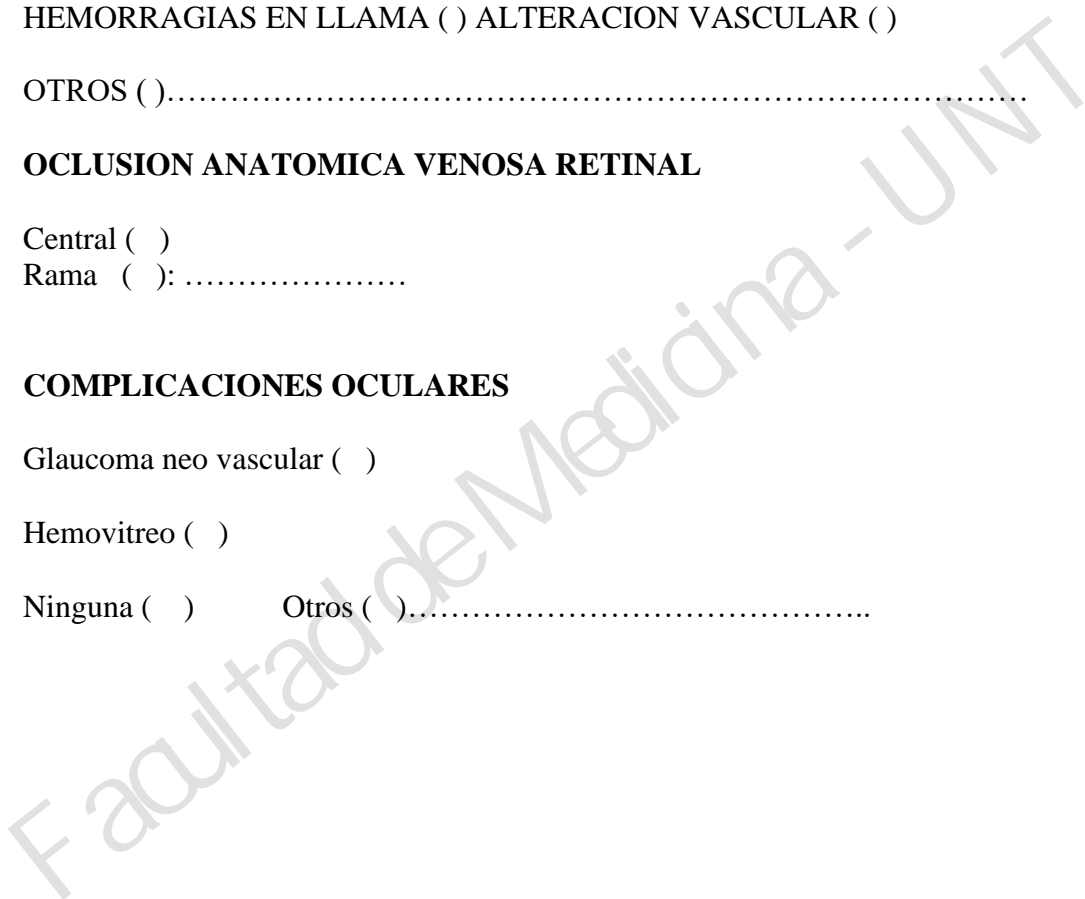 HEMORRAGIAS EN LLAMA ( ) ALTERACION VASCULAR ( )
OTROS ( )……………………………………………………………………….
OCLUSION ANATOMICA VENOSA RETINAL
Central (   )
Rama   (   ): …………………
COMPLICACIONES OCULARES
Glaucoma neo vascular (   )
Hemovitreo (   )
Ninguna (   )          Otros (   )……………………………………..
Facultad de Medicina - UNT